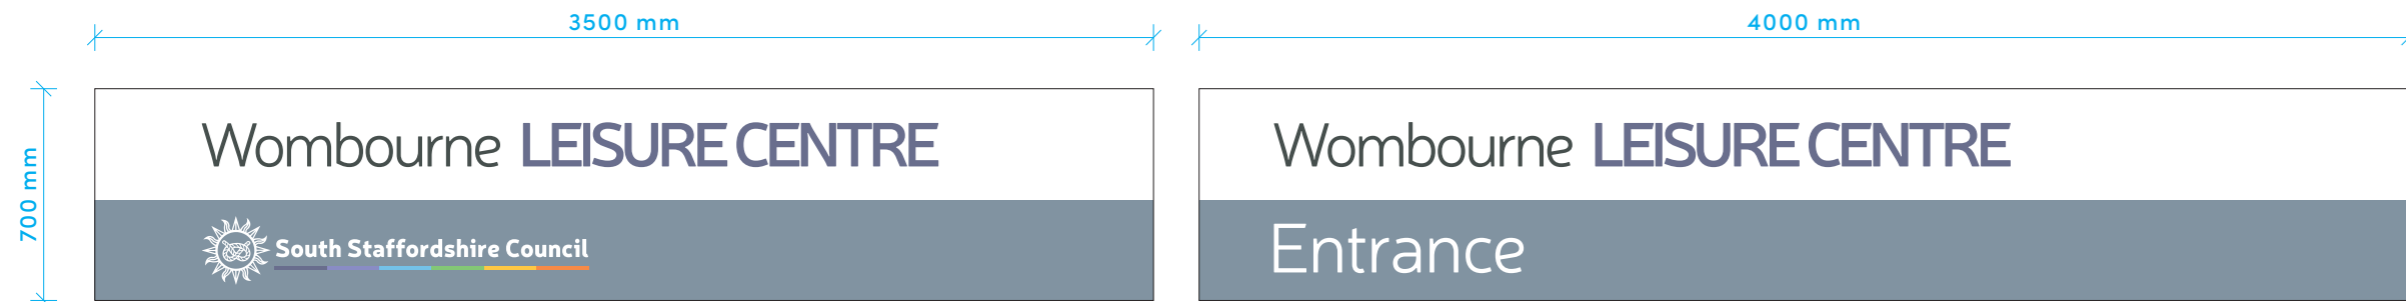 3500 mm
4000 mm
700 mm
Wombourne LEISURE CENTRE
South Staffordshire Council
Wombourne LEISURE CENTRE
Entrance